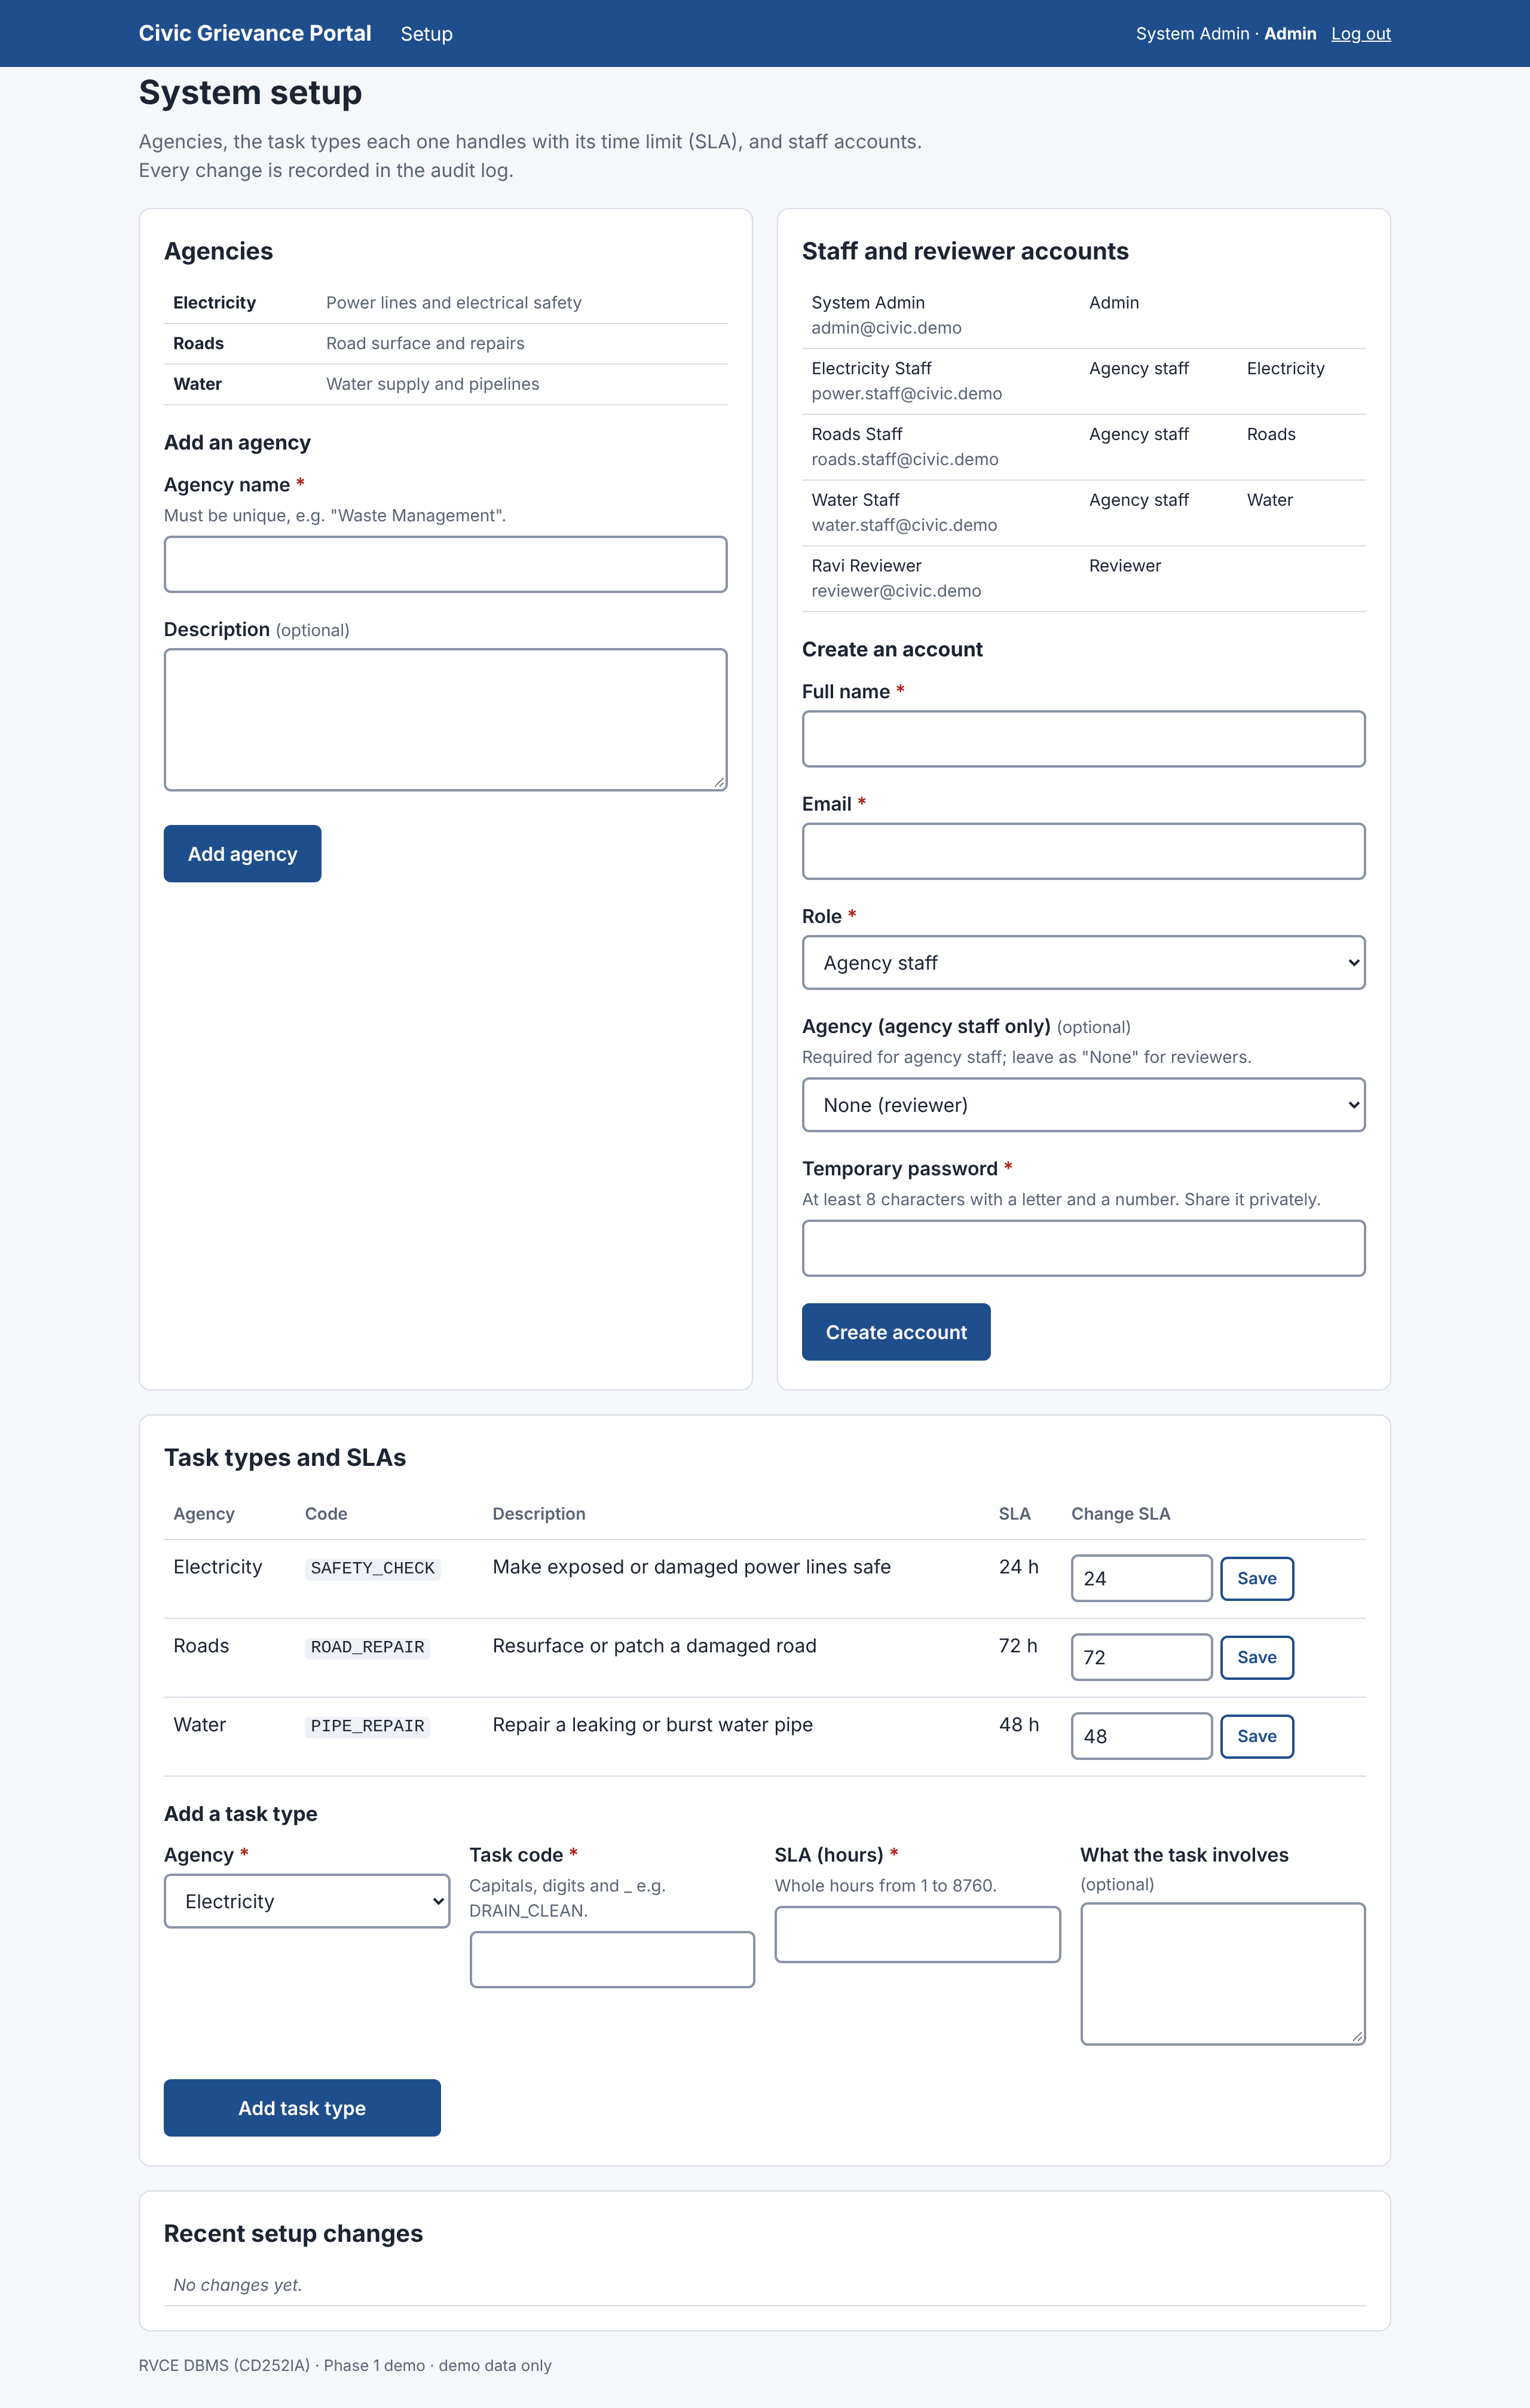 Civic Grievance Portal Setup System Admin · Admin Log out
System setup
Agencies, the task types each one handles with its time limit (SLA), and staff accounts.
Every change is recorded in the audit log.
Agencies
Electricity Power lines and electrical safety
Roads Road surface and repairs
Water Water supply and pipelines
Add an agency
Agency name *
Must be unique, e.g. "Waste Management".
Description (optional)
Add agency
Staff and reviewer accounts
System Admin Admin
admin@civic.demo
Electricity Staff Agency staff Electricity
power.staff@civic.demo
Roads Staff Agency staff Roads
roads.staff@civic.demo
Water Staff Agency staff Water
water.staff@civic.demo
Ravi Reviewer Reviewer
reviewer@civic.demo
Create an account
Full name *
Email *
Role *
Agency staff
Agency (agency staff only) (optional)
Required for agency staff; leave as "None" for reviewers.
None (reviewer)
Temporary password *
At least 8 characters with a letter and a number. Share it privately.
Create account
Task types and SLAs
Agency Code Description SLA Change SLA
Electricity SAFETY_CHECK Make exposed or damaged power lines safe 24 h 24 Save
Roads ROAD_REPAIR Resurface or patch a damaged road 72 h 72 Save
Water PIPE_REPAIR Repair a leaking or burst water pipe 48 h 48 Save
Add a task type
Agency *
Electricity
Task code *
Capitals, digits and _ e.g.
DRAIN_CLEAN.
SLA (hours) *
Whole hours from 1 to 8760.
What the task involves
(optional)
Add task type
Recent setup changes
No changes yet.
RVCE DBMS (CD252IA) · Phase 1 demo · demo data only